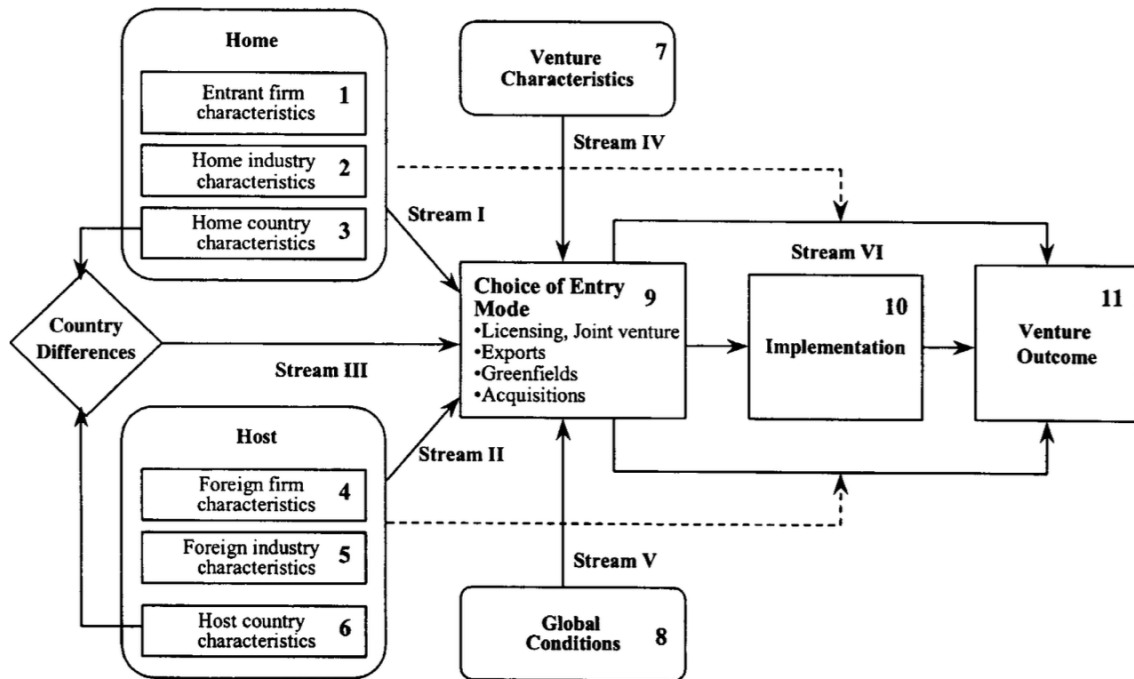 Home
Entrant firm
characteristics
1
Home industry
characteristics
2
Home country
characteristics
3
Country
Differences
Host
Foreign firm
characteristics
4
Foreign industry
characteristics
5
Host country
characteristics
6
Venture
Characteristics
7
Stream IV
Stream I
Stream III
Stream II
Choice of Entry
Mode
9
•Licensing, Joint venture
•Exports
•Greenfields
•Acquisitions
Stream V
Global
Conditions
8
Stream VI
10
Implementation
11
Venture
Outcome